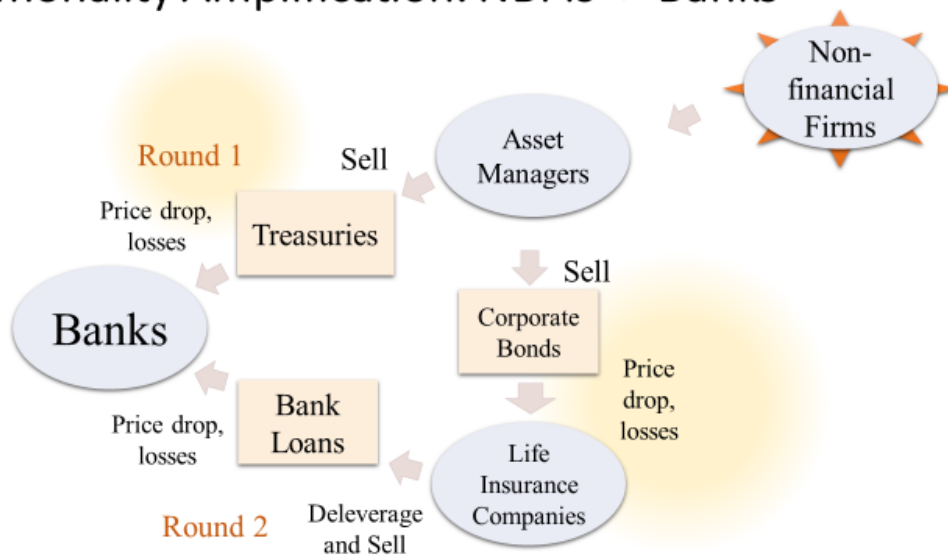 Non-
financial
Firms
Asset
Managers
Round 1
Sell
Price drop,
losses
Treasuries
Sell
Banks
Corporate
Bonds
Price
drop,
losses
Bank
Loans
Price drop,
losses
Life
Insurance
Companies
Round 2
Deleverage
and Sell